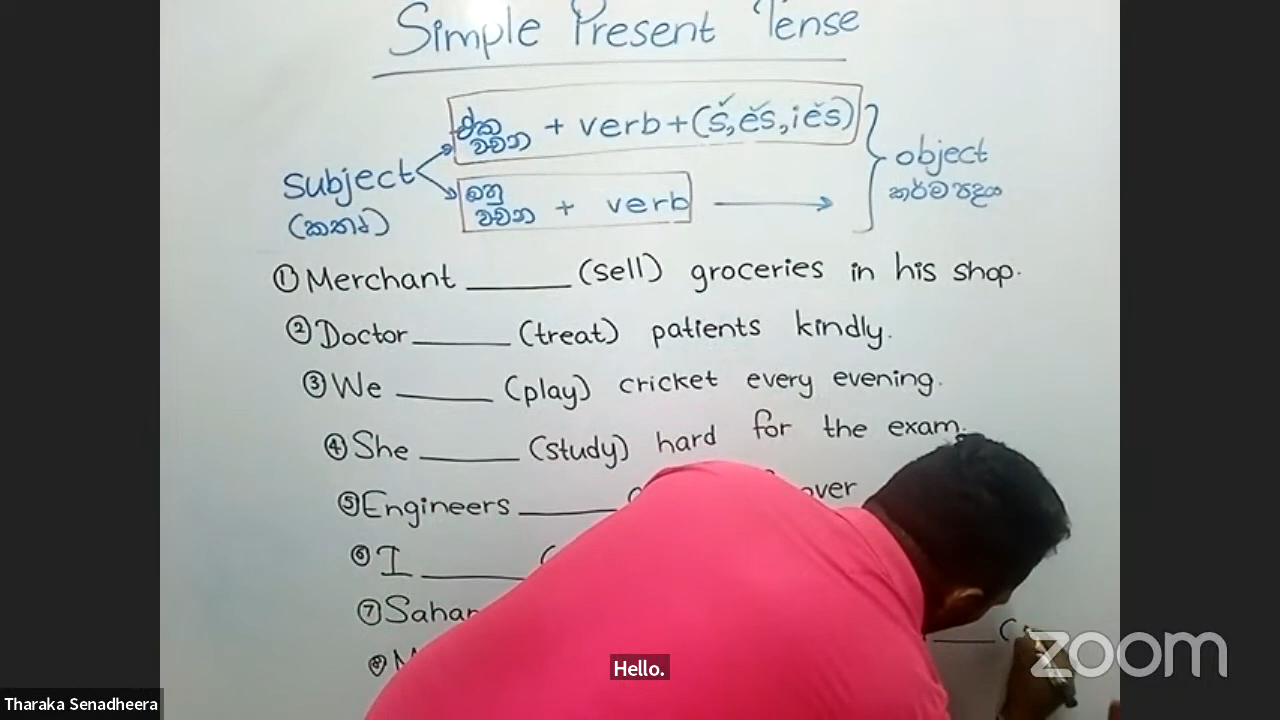 Simple Present Tense
ඒක වචන + verb + (s, es, ies)
subject
(කතෘ)
බහු වචන + verb
object
කර්ම පදය
① Merchant ______ (sell) groceries in his shop.
② Doctor ______ (treat) patients kindly.
③ We ______ (play) cricket every evening.
④ She ______ (study) hard for the exam.
⑤ Engineers ______ over
⑥ I ______ (
⑦ Sahan
⑧ M
______ (
zoom
Hello.
Tharaka Senadheera